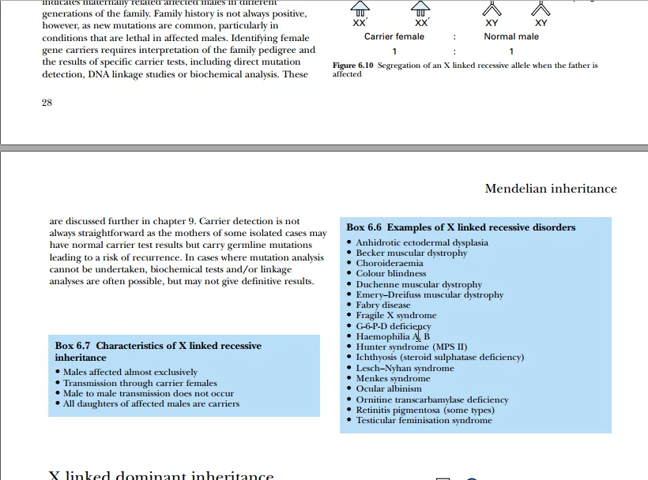 indicates maternally related affected males in different
generations of the family. Family history is not always positive,
however, as new mutations are common, particularly in
conditions that are lethal in affected males. Identifying female
gene carriers requires interpretation of the family pedigree and
the results of specific carrier tests, including direct mutation
detection, DNA linkage studies or biochemical analysis. These
28
XX' XX' XY XY
Carrier female : Normal male
1 : 1
Figure 6.10 Segregation of an X linked recessive allele when the father is
affected
Mendelian inheritance
are discussed further in chapter 9. Carrier detection is not
always straightforward as the mothers of some isolated cases may
have normal carrier test results but carry germline mutations
leading to a risk of recurrence. In cases where mutation analysis
cannot be undertaken, biochemical tests and/or linkage
analyses are often possible, but may not give definitive results.
Box 6.7 Characteristics of X linked recessive
inheritance
• Males affected almost exclusively
• Transmission through carrier females
• Male to male transmission does not occur
• All daughters of affected males are carriers
Box 6.6 Examples of X linked recessive disorders
• Anhidrotic ectodermal dysplasia
• Becker muscular dystrophy
• Choroideraemia
• Colour blindness
• Duchenne muscular dystrophy
• Emery–Dreifuss muscular dystrophy
• Fabry disease
• Fragile X syndrome
• G-6-P-D deficiency
• Haemophilia A, B
• Hunter syndrome (MPS II)
• Ichthyosis (steroid sulphatase deficiency)
• Lesch–Nyhan syndrome
• Menkes syndrome
• Ocular albinism
• Ornitine transcarbamylase deficiency
• Retinitis pigmentosa (some types)
• Testicular feminisation syndrome
X linked dominant inheritance